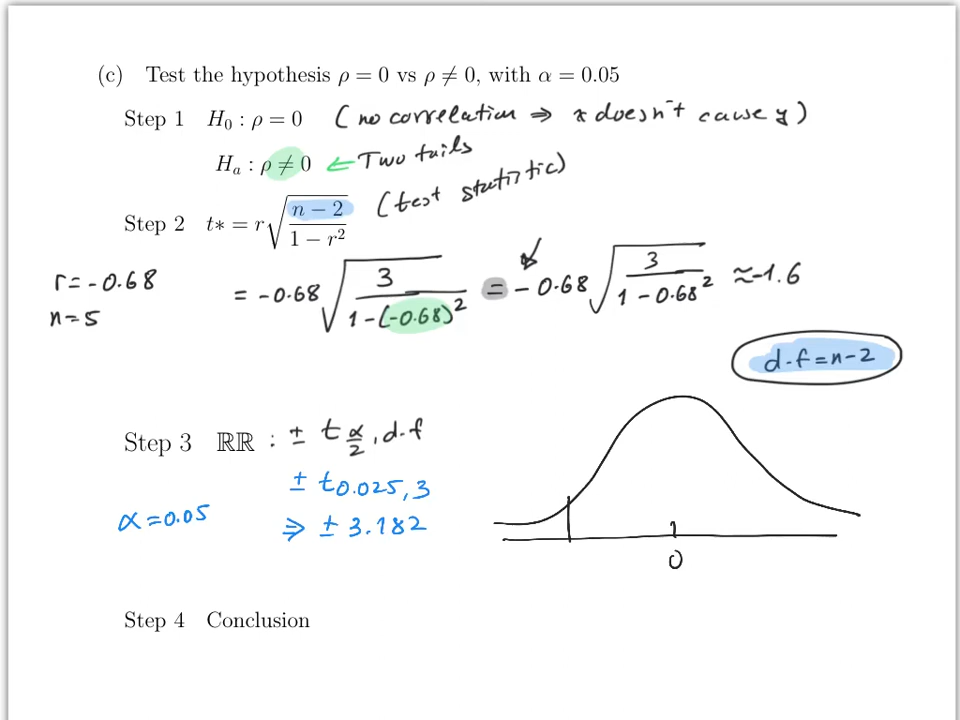 (c) Test the hypothesis ρ = 0 vs ρ ≠ 0, with α = 0.05
Step 1 H₀ : ρ = 0 (no correlation ⇒ x doesn't cause y)
Hₐ : ρ ≠ 0 ← Two tails
Step 2 t* = r√((n − 2)/(1 − r²)) (test statistic)
r = -0.68
n = 5
= -0.68 √(3/(1-(-0.68)²)) = -0.68 √(3/(1-0.68²)) ≈ -1.6
d.f = n-2
Step 3 ℝℝ : ± t α/2, d.f
± t0.025, 3
α = 0.05
⇒ ± 3.182
0
Step 4 Conclusion